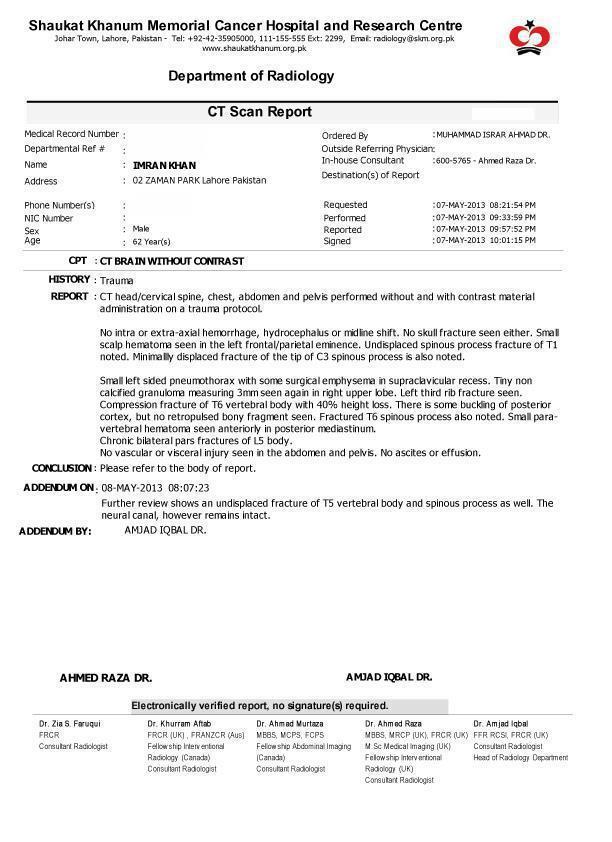 Shaukat Khanum Memorial Cancer Hospital and Research Centre
Johar Town, Lahore, Pakistan - Tel: +92-42-35905000, 111-155-555 Ext: 2299, Email: radiology@skm.org.pk
www.shaukatkhanum.org.pk
Department of Radiology
CT Scan Report
Medical Record Number :
Departmental Ref # :
Name : IMRAN KHAN
Address : 02 ZAMAN PARK Lahore Pakistan
Phone Number(s) :
NIC Number :
Sex : Male
Age : 62 Year(s)
Ordered By :MUHAMMAD ISRAR AHMAD DR.
Outside Referring Physician:
In-house Consultant :600-5765 - Ahmed Raza Dr.
Destination(s) of Report
Requested :07-MAY-2013 08:21:54 PM
Performed :07-MAY-2013 09:33:59 PM
Reported :07-MAY-2013 09:57:52 PM
Signed :07-MAY-2013 10:01:15 PM
CPT : CT BRAIN WITHOUT CONTRAST
HISTORY : Trauma
REPORT : CT head/cervical spine, chest, abdomen and pelvis performed without and with contrast material
administration on a trauma protocol.
No intra or extra-axial hemorrhage, hydrocephalus or midline shift. No skull fracture seen either. Small
scalp hematoma seen in the left frontal/parietal eminence. Undisplaced spinous process fracture of T1
noted. Minimallly displaced fracture of the tip of C3 spinous process is also noted.
Small left sided pneumothorax with some surgical emphysema in supraclavicular recess. Tiny non
calcified granuloma measuring 3mm seen again in right upper lobe. Left third rib fracture seen.
Compression fracture of T6 vertebral body with 40% height loss. There is some buckling of posterior
cortex, but no retropulsed bony fragment seen. Fractured T6 spinous process also noted. Small para-
vertebral hematoma seen anteriorly in posterior mediastinum.
Chronic bilateral pars fractures of L5 body.
No vascular or visceral injury seen in the abdomen and pelvis. No ascites or effusion.
CONCLUSION : Please refer to the body of report.
ADDENDUM ON : 08-MAY-2013 08:07:23
Further review shows an undisplaced fracture of T5 vertebral body and spinous process as well. The
neural canal, however remains intact.
ADDENDUM BY: AMJAD IQBAL DR.
AHMED RAZA DR. AMJAD IQBAL DR.
Electronically verified report, no signature(s) required.
Dr. Zia S. Faruqui
FRCR
Consultant Radiologist
Dr. Khurram Aftab
FRCR (UK) , FRANZCR (Aus)
Fellowship Interventional
Radiology (Canada)
Consultant Radiologist
Dr. Ahmad Murtaza
MBBS, MCPS, FCPS
Fellowship Abdominal Imaging
(Canada)
Consultant Radiologist
Dr. Ahmed Raza
MBBS, MRCP (UK), FRCR (UK)
M.Sc Medical Imaging (UK)
Fellowship Interventional
Radiology (UK)
Consultant Radiologist
Dr. Amjad Iqbal
FFR RCSI, FRCR (UK)
Consultant Radiologist
Head of Radiology Department